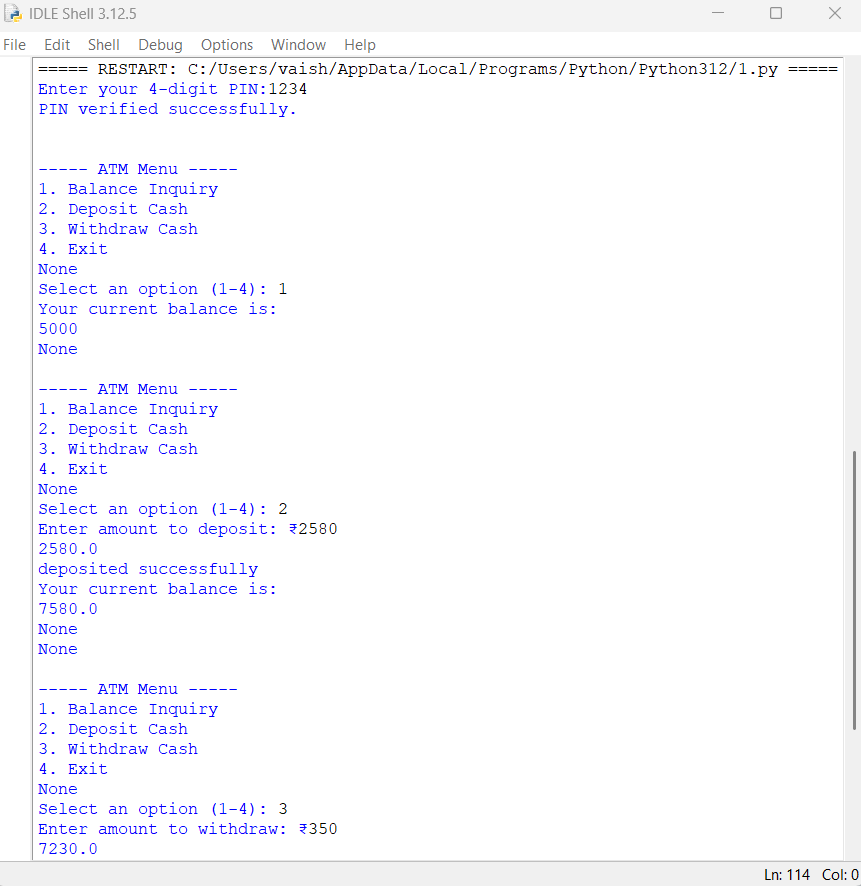 IDLE Shell 3.12.5
File Edit Shell Debug Options Window Help
===== RESTART: C:/Users/vaish/AppData/Local/Programs/Python/Python312/1.py =====
Enter your 4-digit PIN:1234
PIN verified successfully.
----- ATM Menu -----
1. Balance Inquiry
2. Deposit Cash
3. Withdraw Cash
4. Exit
None
Select an option (1-4): 1
Your current balance is:
5000
None
----- ATM Menu -----
1. Balance Inquiry
2. Deposit Cash
3. Withdraw Cash
4. Exit
None
Select an option (1-4): 2
Enter amount to deposit: ₹2580
2580.0
deposited successfully
Your current balance is:
7580.0
None
None
----- ATM Menu -----
1. Balance Inquiry
2. Deposit Cash
3. Withdraw Cash
4. Exit
None
Select an option (1-4): 3
Enter amount to withdraw: ₹350
7230.0
Ln: 114 Col: 0